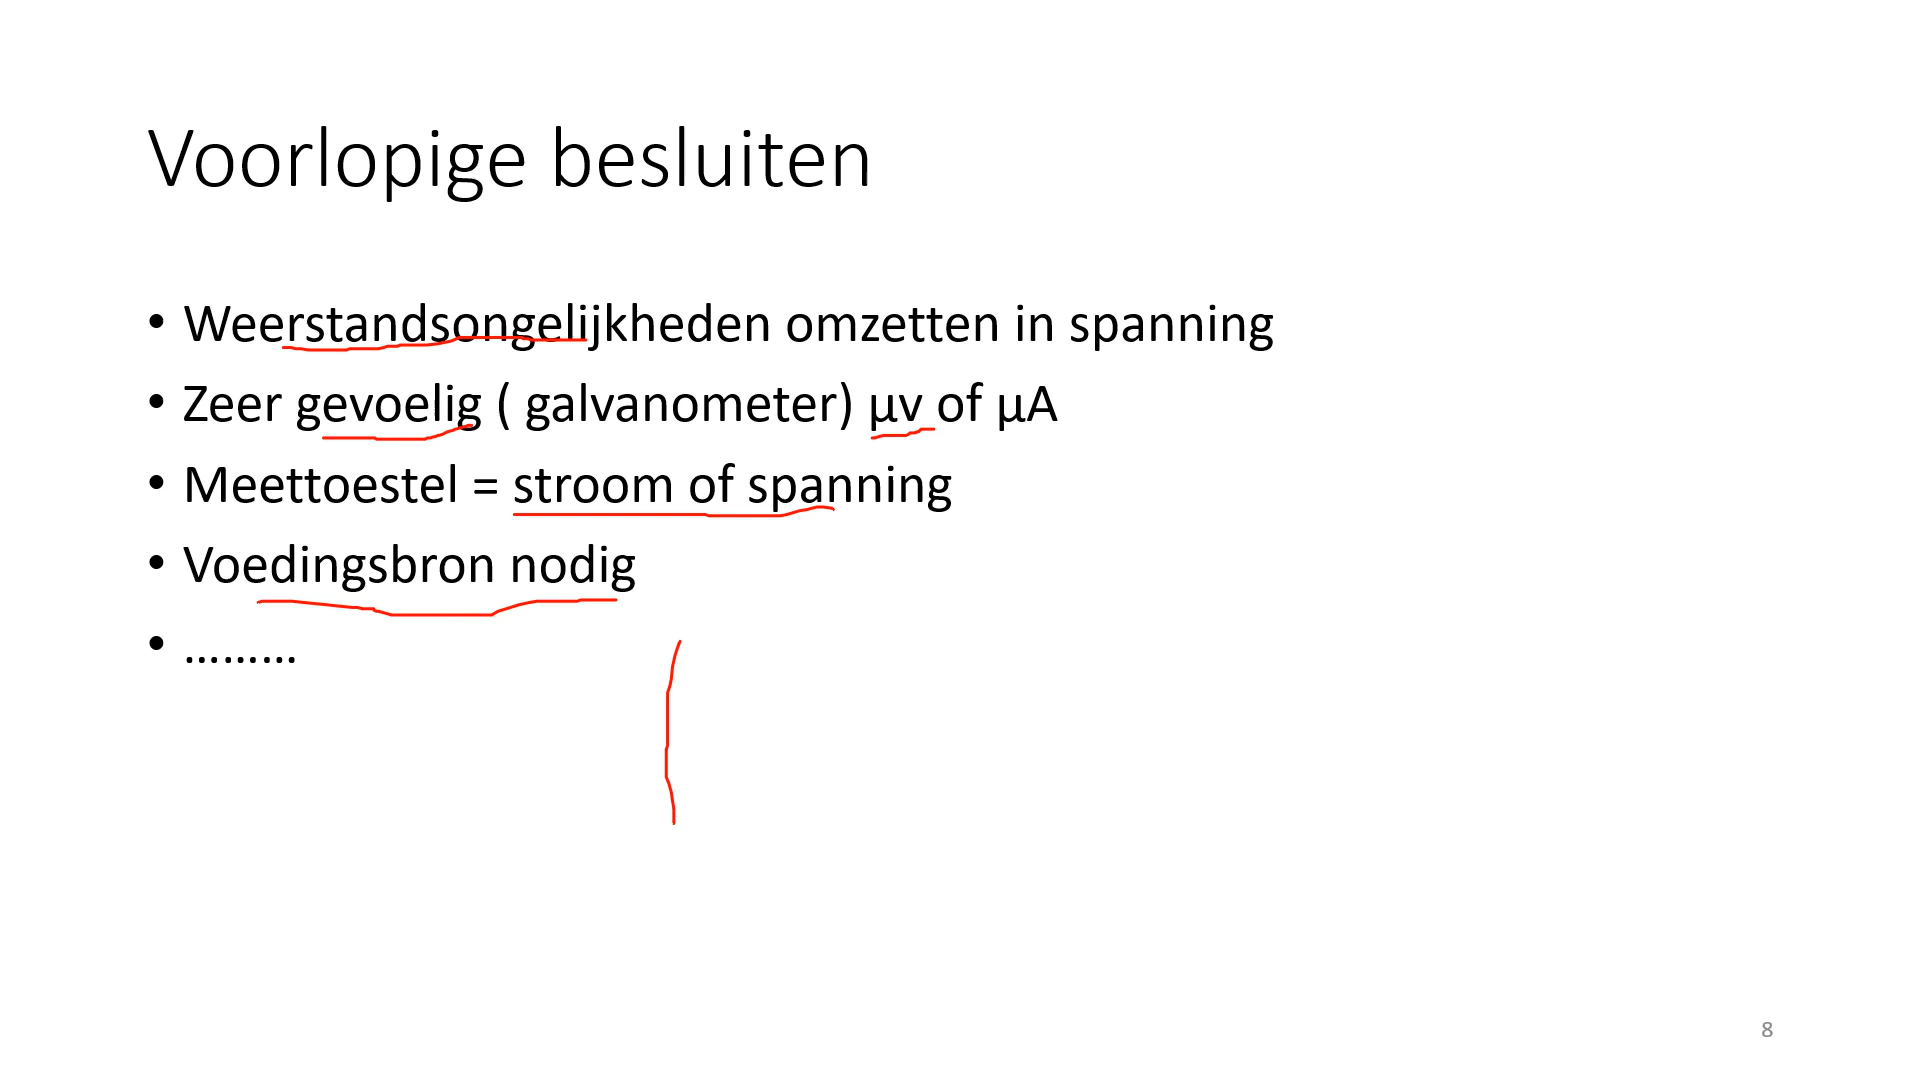 Voorlopige besluiten
• Weerstandsongelijkheden omzetten in spanning
• Zeer gevoelig ( galvanometer) μv of μA
• Meettoestel = stroom of spanning
• Voedingsbron nodig
• ………
8